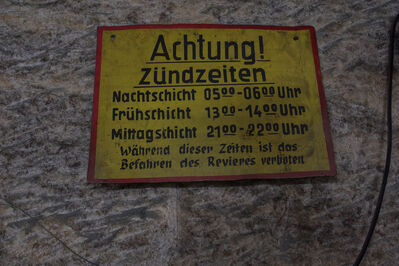 Achtung!
Zündzeiten
Nachtschicht 05⁰⁰-06⁰⁰ Uhr
Frühschicht 13⁰⁰-14⁰⁰ Uhr
Mittagschicht 21⁰⁰-22⁰⁰ Uhr
Während dieser Zeiten ist das
Befahren des Revieres verboten